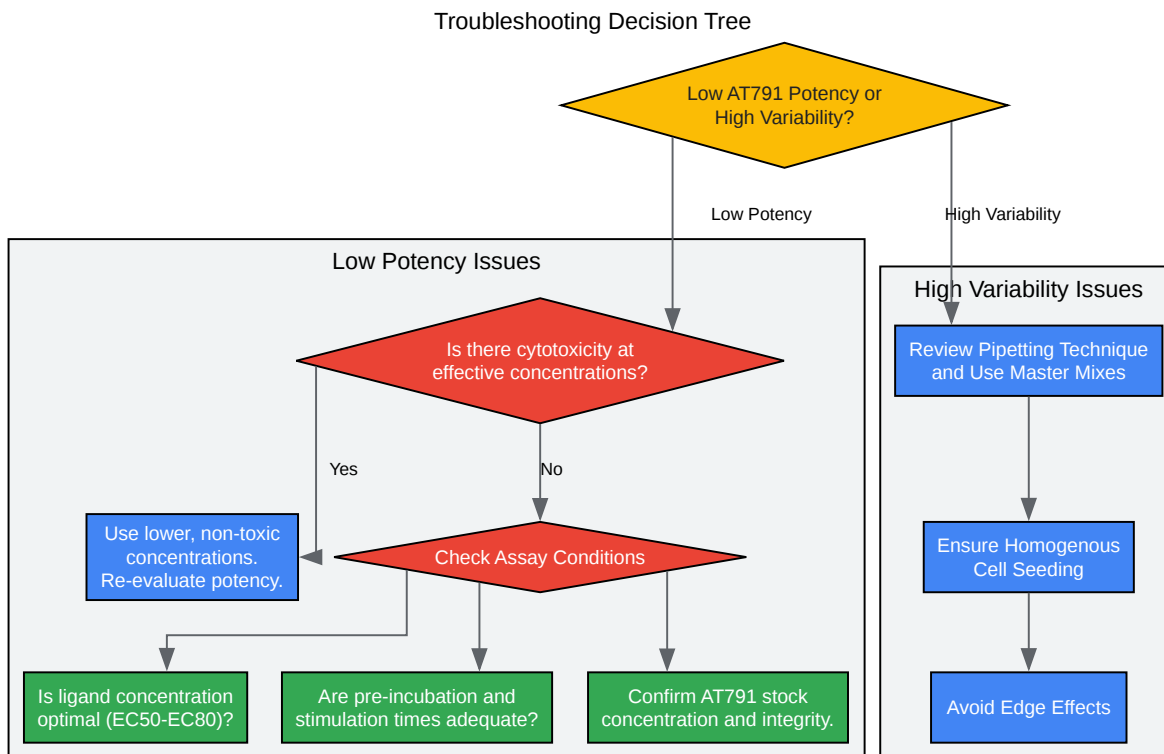 Troubleshooting Decision Tree
Low AT791 Potency or
High Variability?
Low Potency
High Variability
Low Potency Issues
High Variability Issues
Is there cytotoxicity at
effective concentrations?
Review Pipetting Technique
and Use Master Mixes
Yes
No
Use lower, non-toxic
concentrations.
Re-evaluate potency.
Check Assay Conditions
Ensure Homogenous
Cell Seeding
Is ligand concentration
optimal (EC50-EC80)?
Are pre-incubation and
stimulation times adequate?
Confirm AT791 stock
concentration and integrity.
Avoid Edge Effects